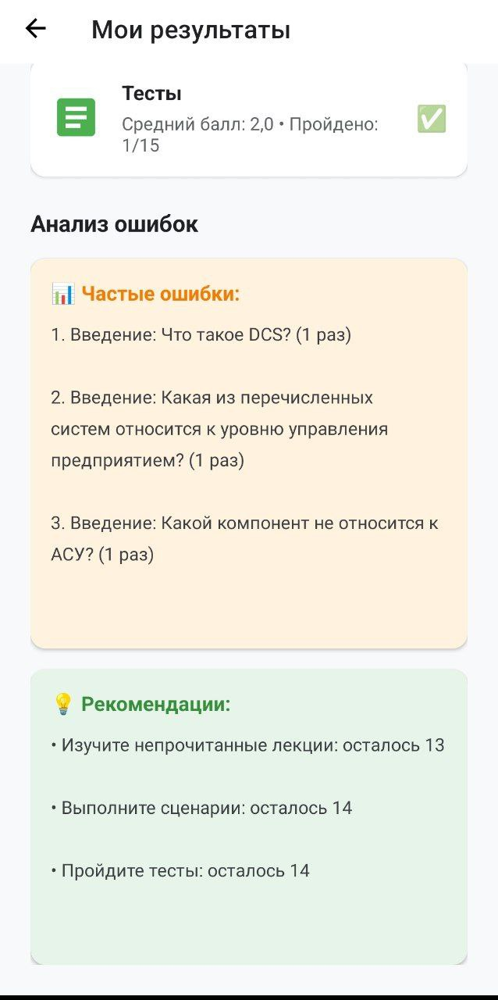 Мои результаты
Тесты
Средний балл: 2,0 • Пройдено:
1/15
Анализ ошибок
Частые ошибки:
1. Введение: Что такое DCS? (1 раз)
2. Введение: Какая из перечисленных
систем относится к уровню управления
предприятием? (1 раз)
3. Введение: Какой компонент не относится к
АСУ? (1 раз)
Рекомендации:
• Изучите непрочитанные лекции: осталось 13
• Выполните сценарии: осталось 14
• Пройдите тесты: осталось 14